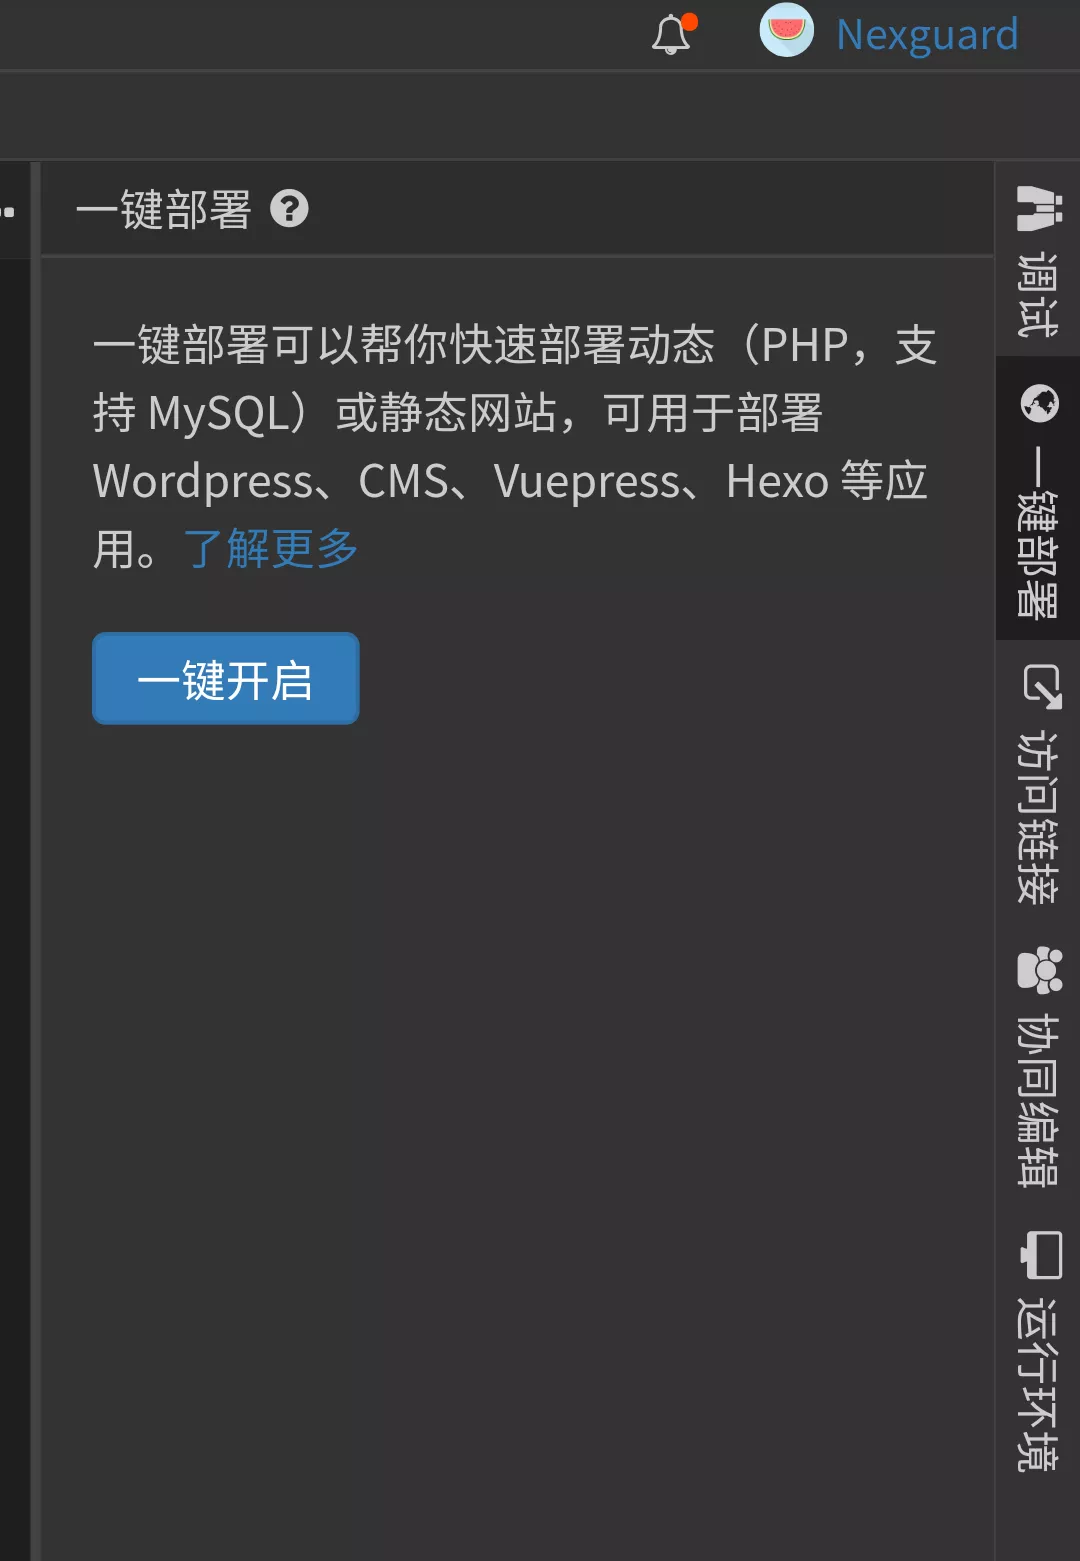 Nexguard
一键部署
一键部署可以帮你快速部署动态（PHP，支
持 MySQL）或静态网站，可用于部署
Wordpress、CMS、Vuepress、Hexo 等应
用。了解更多
一键开启
调试
一键部署
访问链接
协同编辑
运行环境